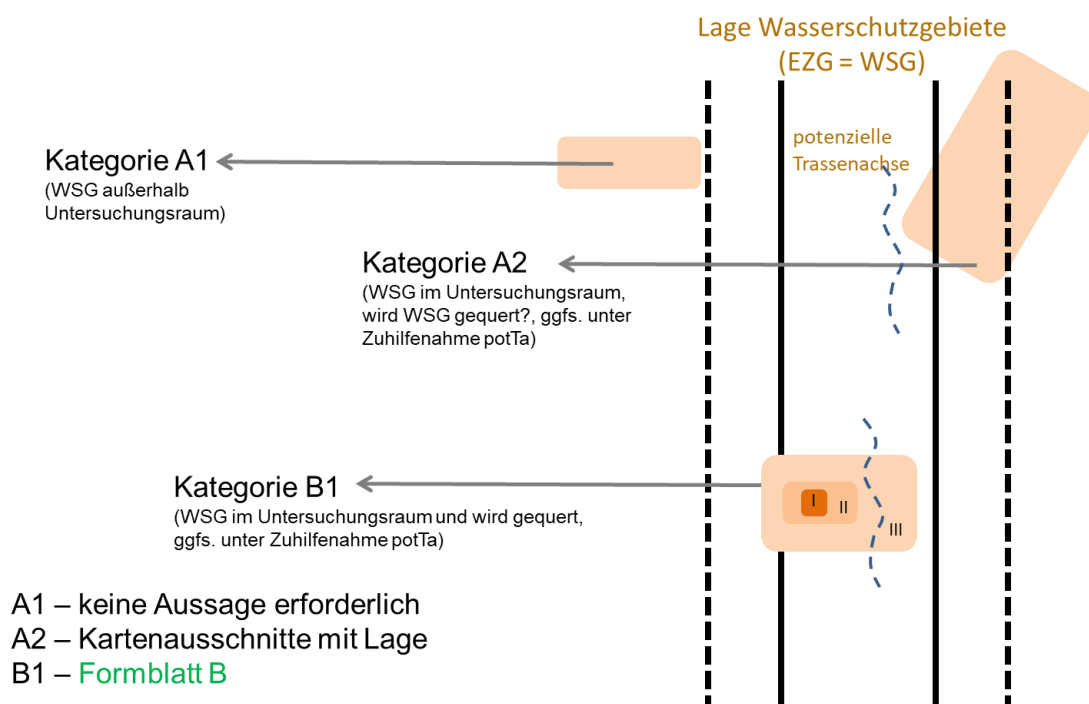 Lage Wasserschutzgebiete
(EZG = WSG)
potenzielle
Trassenachse
Kategorie A1
(WSG außerhalb
Untersuchungsraum)
Kategorie A2
(WSG im Untersuchungsraum,
wird WSG gequert?, ggfs. unter
Zuhilfenahme potTa)
Kategorie B1
(WSG im Untersuchungsraum und wird gequert,
ggfs. unter Zuhilfenahme potTa)
I
II
III
A1 – keine Aussage erforderlich
A2 – Kartenausschnitte mit Lage
B1 – Formblatt B